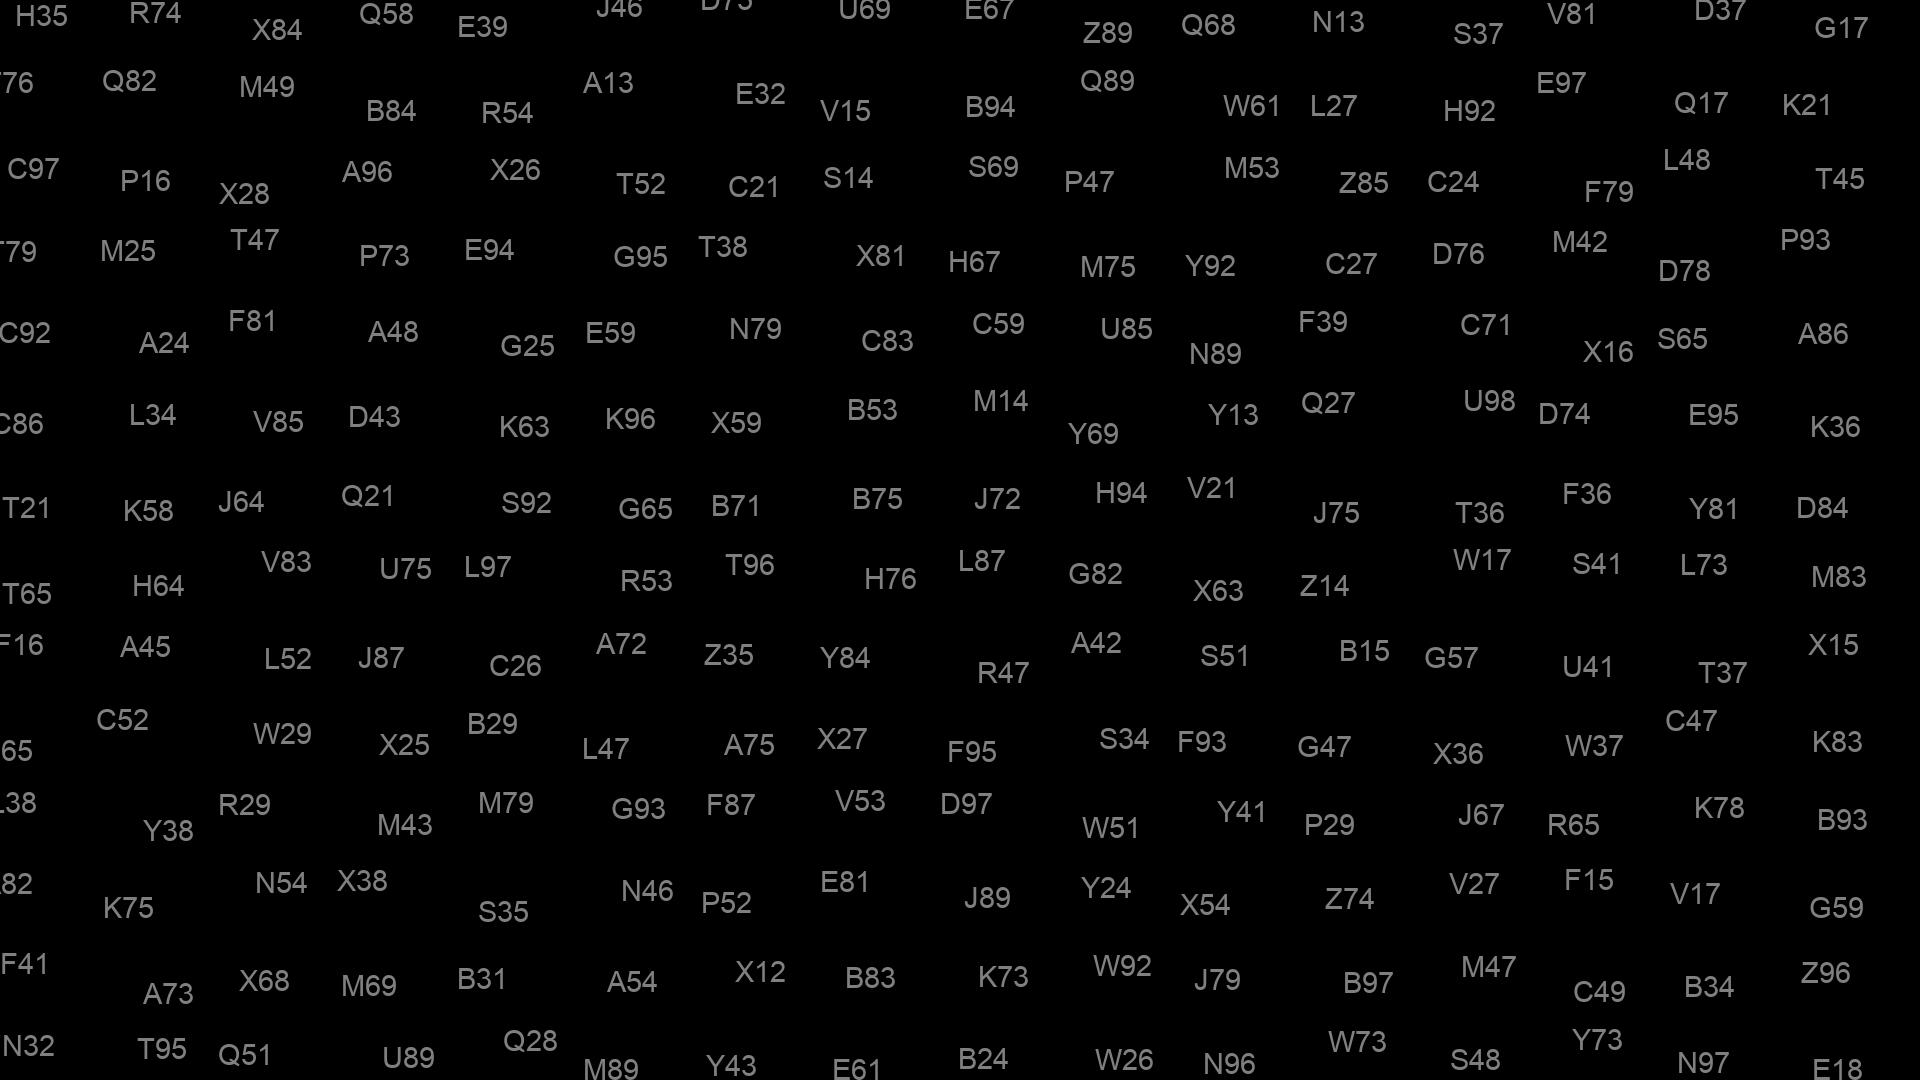 H35 R74 X84 Q58 E39 J46 D73 U69 E67 Z89 Q68 N13 S37 V81 D37 G17
76 Q82 M49 B84 R54 A13 E32 V15 B94 Q89 W61 L27 H92 E97 Q17 K21
C97 P16 X28 A96 X26 T52 C21 S14 S69 P47 M53 Z85 C24 F79 L48 T45
T79 M25 T47 P73 E94 G95 T38 X81 H67 M75 Y92 C27 D76 M42 D78 P93
C92 A24 F81 A48 G25 E59 N79 C83 C59 U85 N89 F39 C71 X16 S65 A86
C86 L34 V85 D43 K63 K96 X59 B53 M14 Y69 Y13 Q27 U98 D74 E95 K36
T21 K58 J64 Q21 S92 G65 B71 B75 J72 H94 V21 J75 T36 F36 Y81 D84
T65 H64 V83 U75 L97 R53 T96 H76 L87 G82 X63 Z14 W17 S41 L73 M83
F16 A45 L52 J87 C26 A72 Z35 Y84 R47 A42 S51 B15 G57 U41 T37 X15
65 C52 W29 X25 B29 L47 A75 X27 F95 S34 F93 G47 X36 W37 C47 K83
38 Y38 R29 M43 M79 G93 F87 V53 D97 W51 Y41 P29 J67 R65 K78 B93
82 K75 N54 X38 S35 N46 P52 E81 J89 Y24 X54 Z74 V27 F15 V17 G59
F41 A73 X68 M69 B31 A54 X12 B83 K73 W92 J79 B97 M47 C49 B34 Z96
N32 T95 Q51 U89 Q28 M89 Y43 E61 B24 W26 N96 W73 S48 Y73 N97 E18